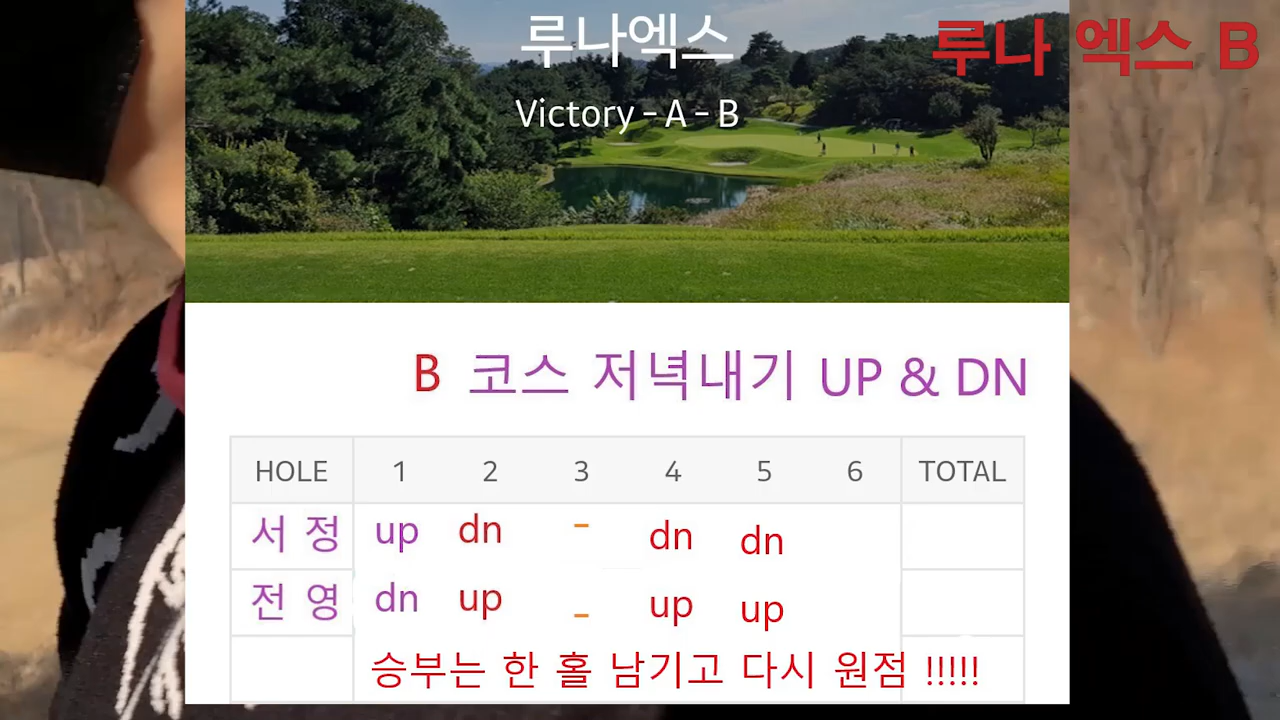 루나엑스
루나 엑스 B
Victory - A - B
B 코스 저녁내기 UP & DN
HOLE 1 2 3 4 5 6 TOTAL
서 정 up dn - dn dn
전 영 dn up - up up
승부는 한 홀 남기고 다시 원점 !!!!!